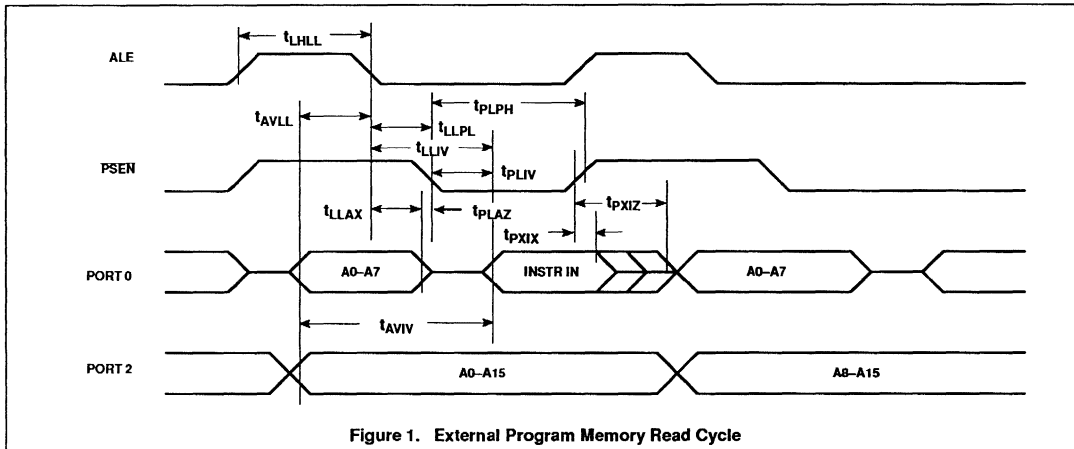 ALE
tLHLL
tAVLL
tPLPH
tLLPL
tLLIV
PSEN
tPLIV
tLLAX
tPLAZ
tPXIZ
tPXIX
PORT 0
A0–A7
INSTR IN
A0–A7
tAVIV
PORT 2
A0–A15
A8–A15
Figure 1. External Program Memory Read Cycle